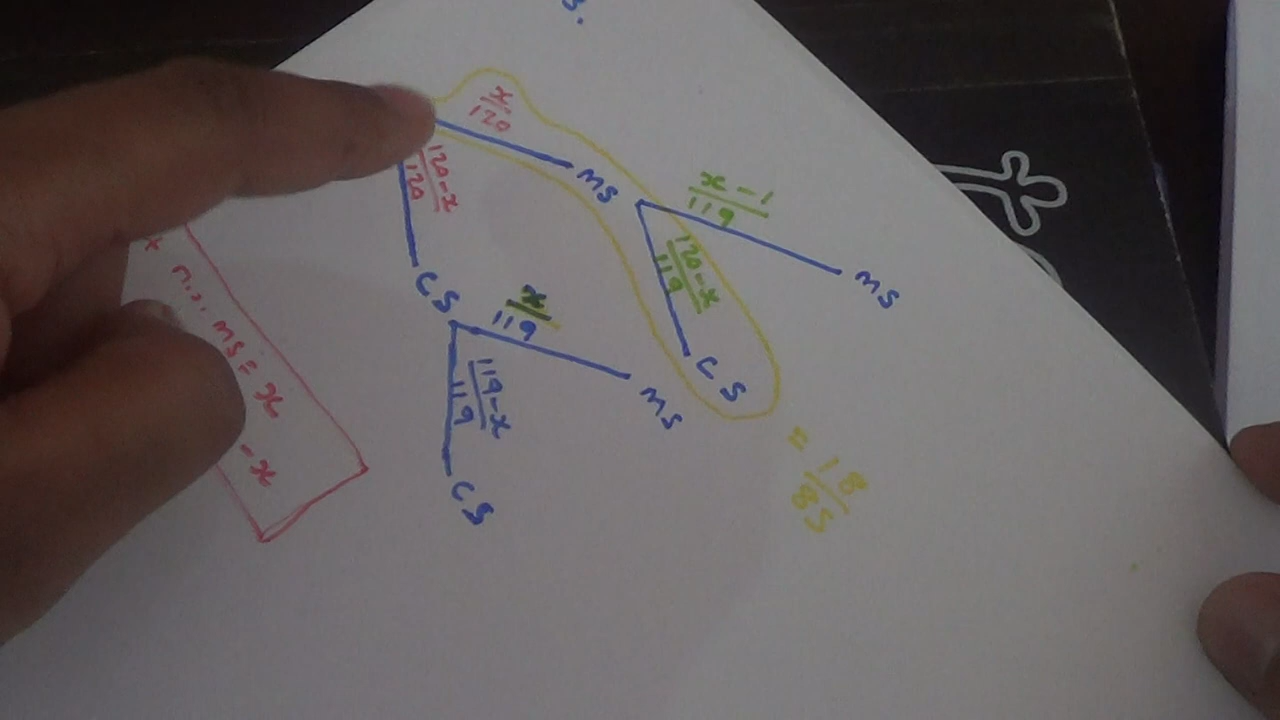 3.
x/120
MS
x-1/119
MS
120-x/119
CS
= 18/85
120-x/120
CS
x/119
MS
119-x/119
CS
MS = x
- x